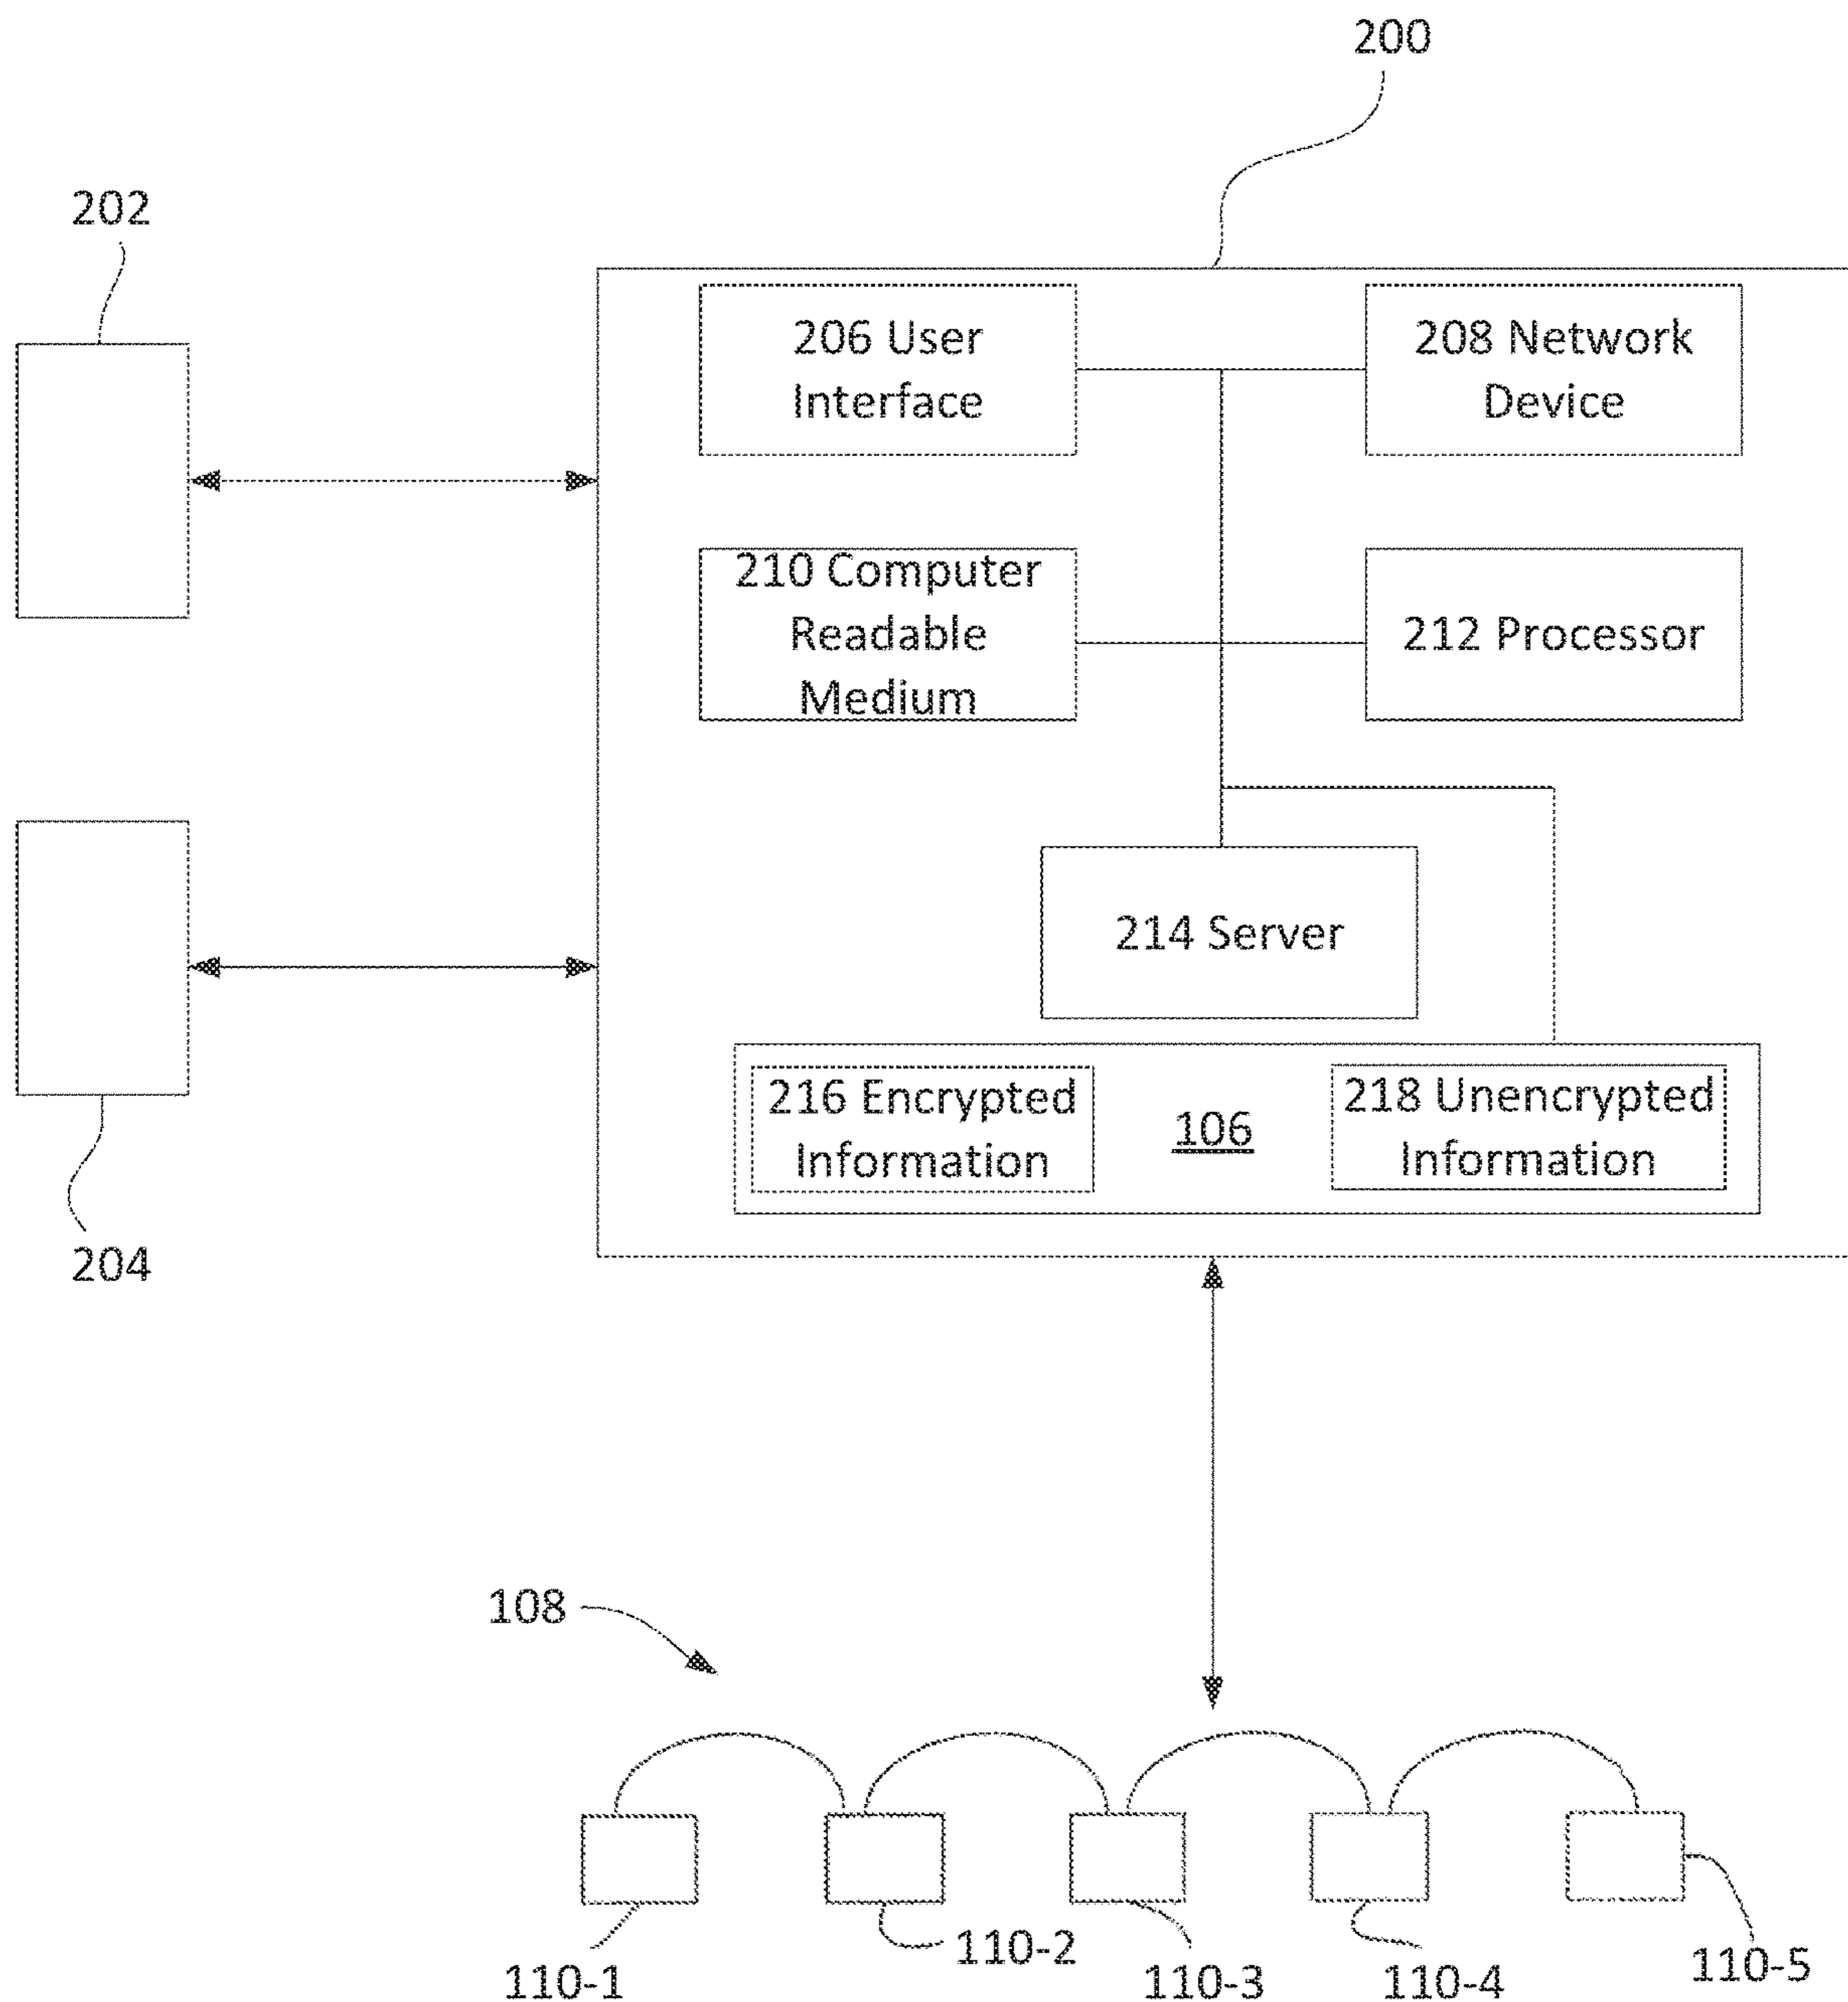 200
202
206 User
Interface
208 Network
Device
210 Computer
Readable
Medium
212 Processor
214 Server
216 Encrypted
Information
106
218 Unencrypted
Information
204
108
110-1
110-2
110-3
110-4
110-5